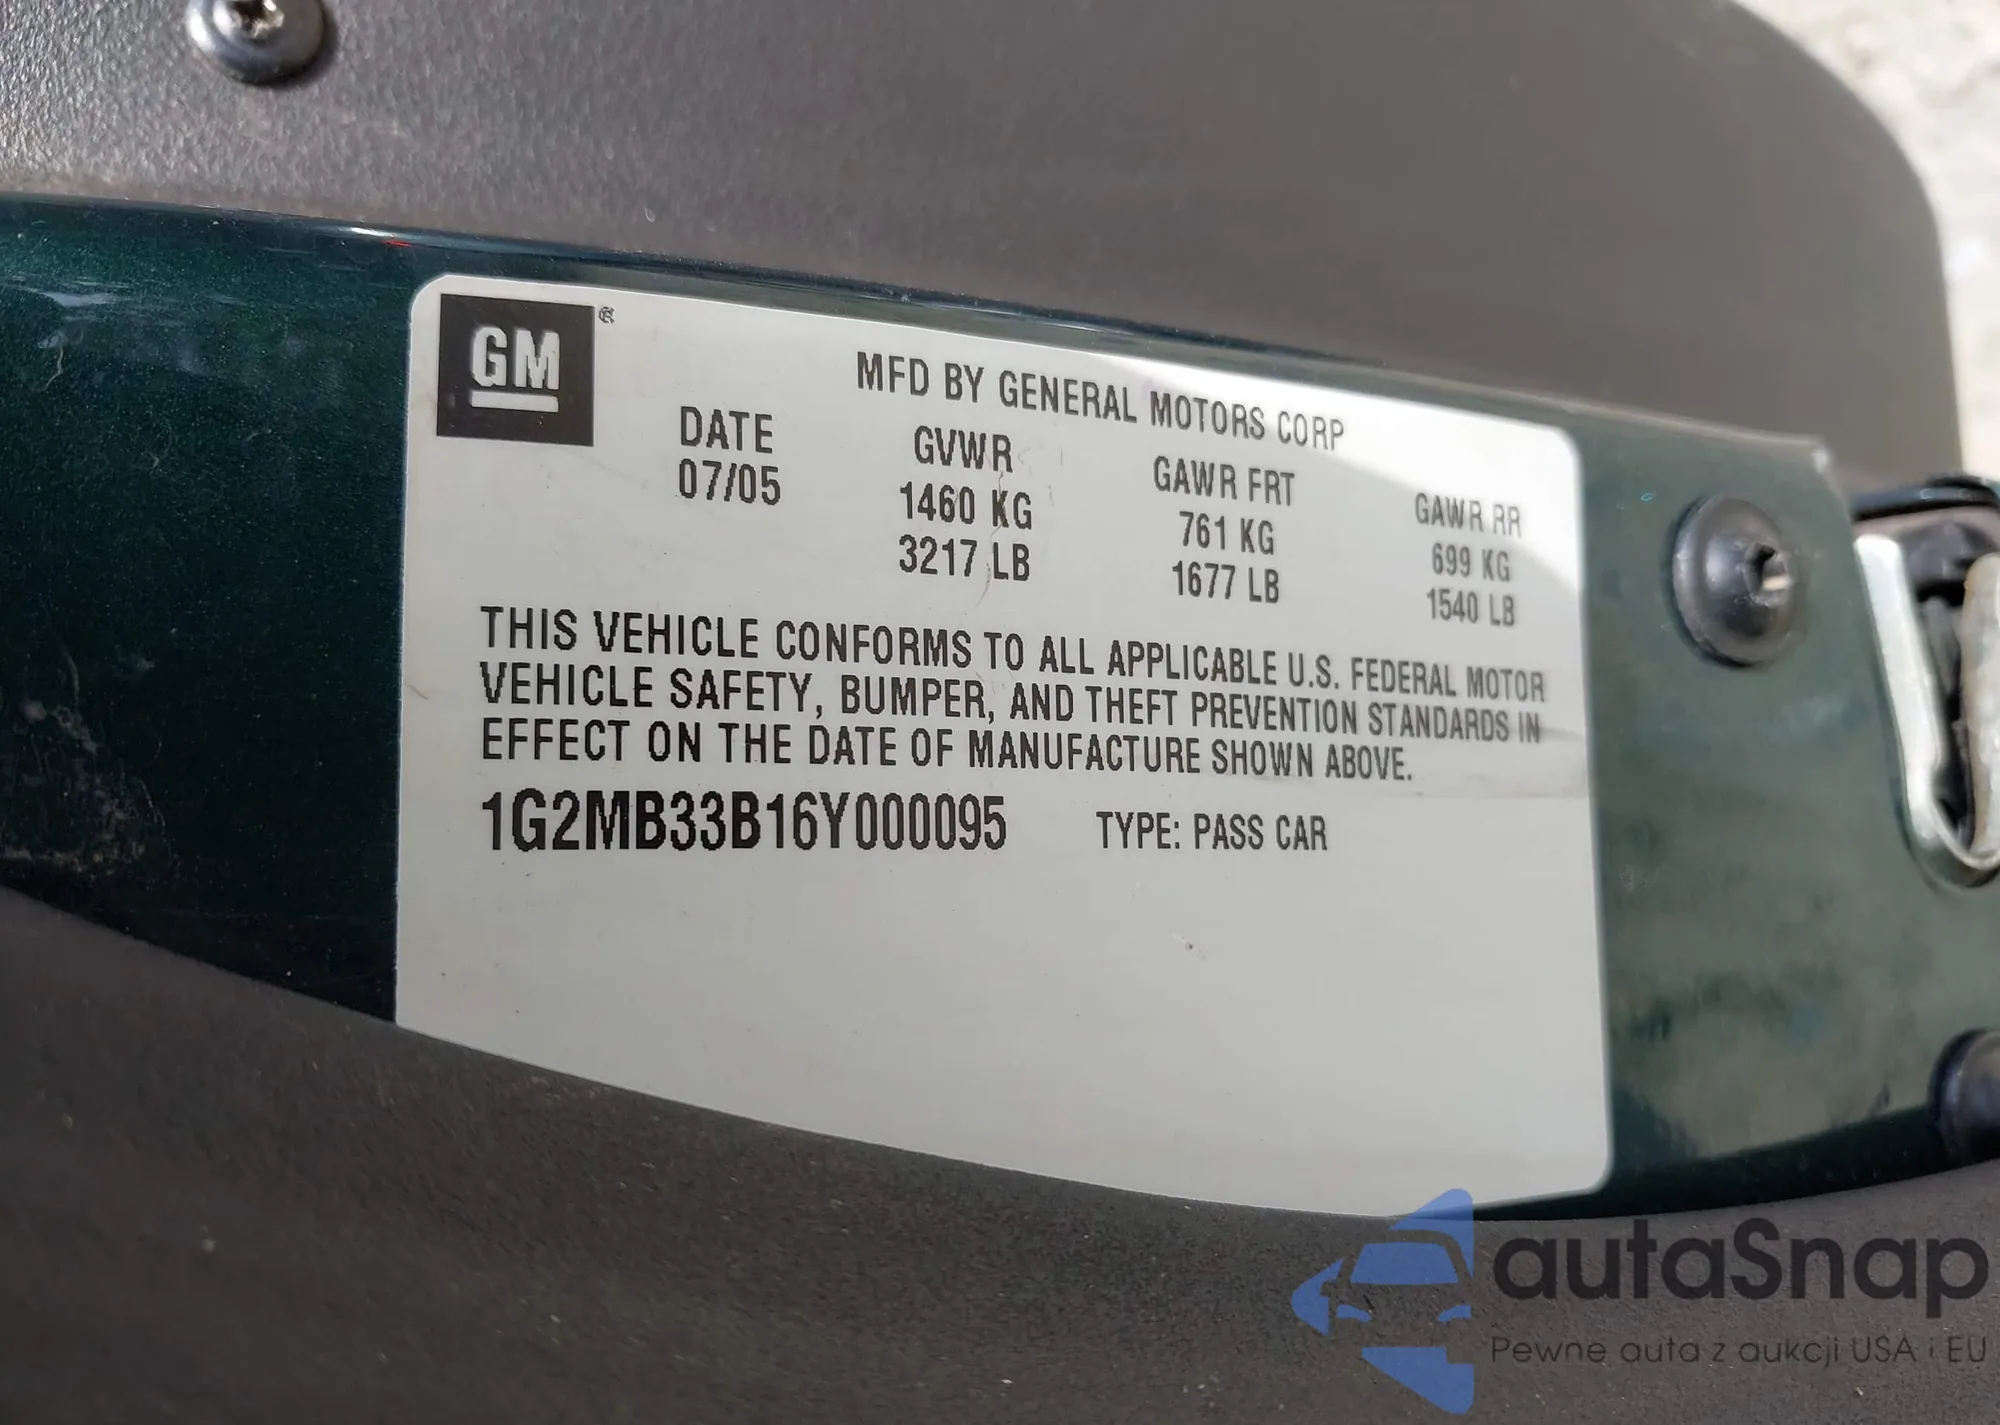 GM®
MFD BY GENERAL MOTORS CORP
DATE GVWR GAWR FRT GAWR RR
07/05 1460 KG 761 KG 699 KG
3217 LB 1677 LB 1540 LB
THIS VEHICLE CONFORMS TO ALL APPLICABLE U.S. FEDERAL MOTOR
VEHICLE SAFETY, BUMPER, AND THEFT PREVENTION STANDARDS IN
EFFECT ON THE DATE OF MANUFACTURE SHOWN ABOVE.
1G2MB33B16Y000095 TYPE: PASS CAR
autaSnap
Pewne auta z aukcji USA i EU